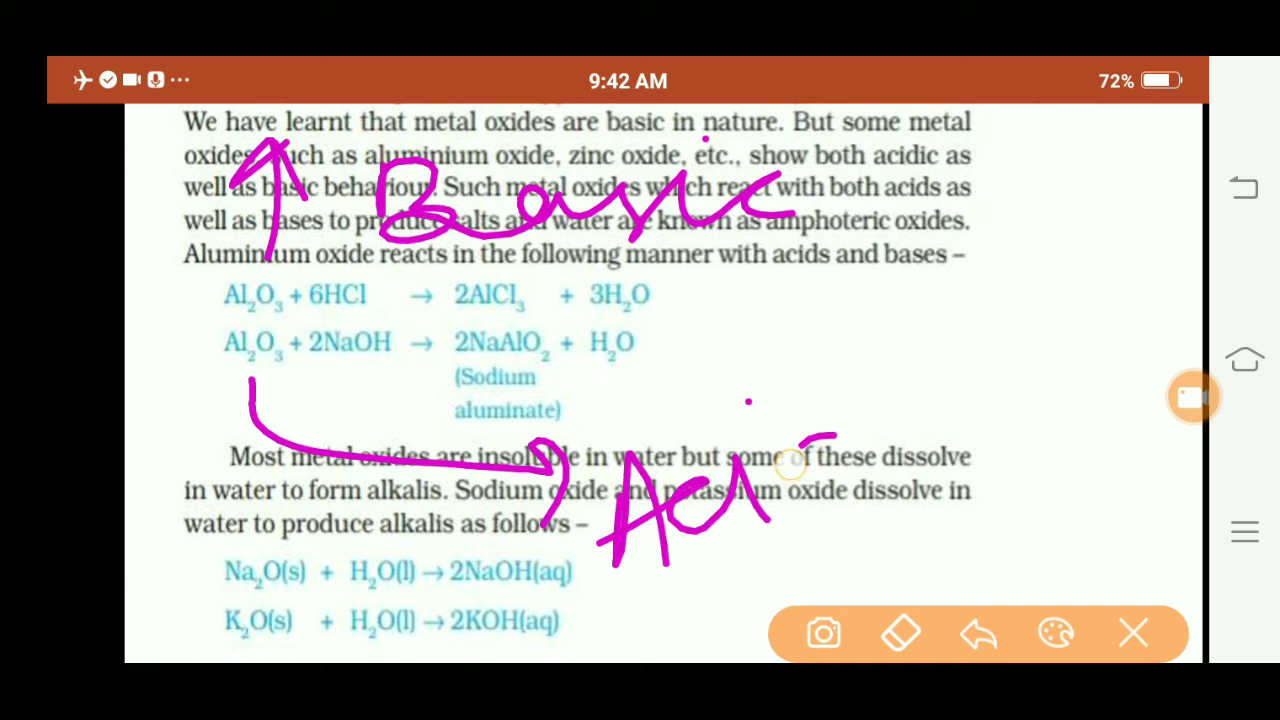 9:42 AM 72%
We have learnt that metal oxides are basic in nature. But some metal
oxides, such as aluminium oxide, zinc oxide, etc., show both acidic as
well as basic behaviour. Such metal oxides which react with both acids as
well as bases to produce salts and water are known as amphoteric oxides.
Aluminium oxide reacts in the following manner with acids and bases –
Basic
Al₂O₃ + 6HCl → 2AlCl₃ + 3H₂O
Al₂O₃ + 2NaOH → 2NaAlO₂ + H₂O
(Sodium
aluminate)
Most metal oxides are insoluble in water but some of these dissolve
in water to form alkalis. Sodium oxide and potassium oxide dissolve in
water to produce alkalis as follows –
Aci
Na₂O(s) + H₂O(l) → 2NaOH(aq)
K₂O(s) + H₂O(l) → 2KOH(aq)